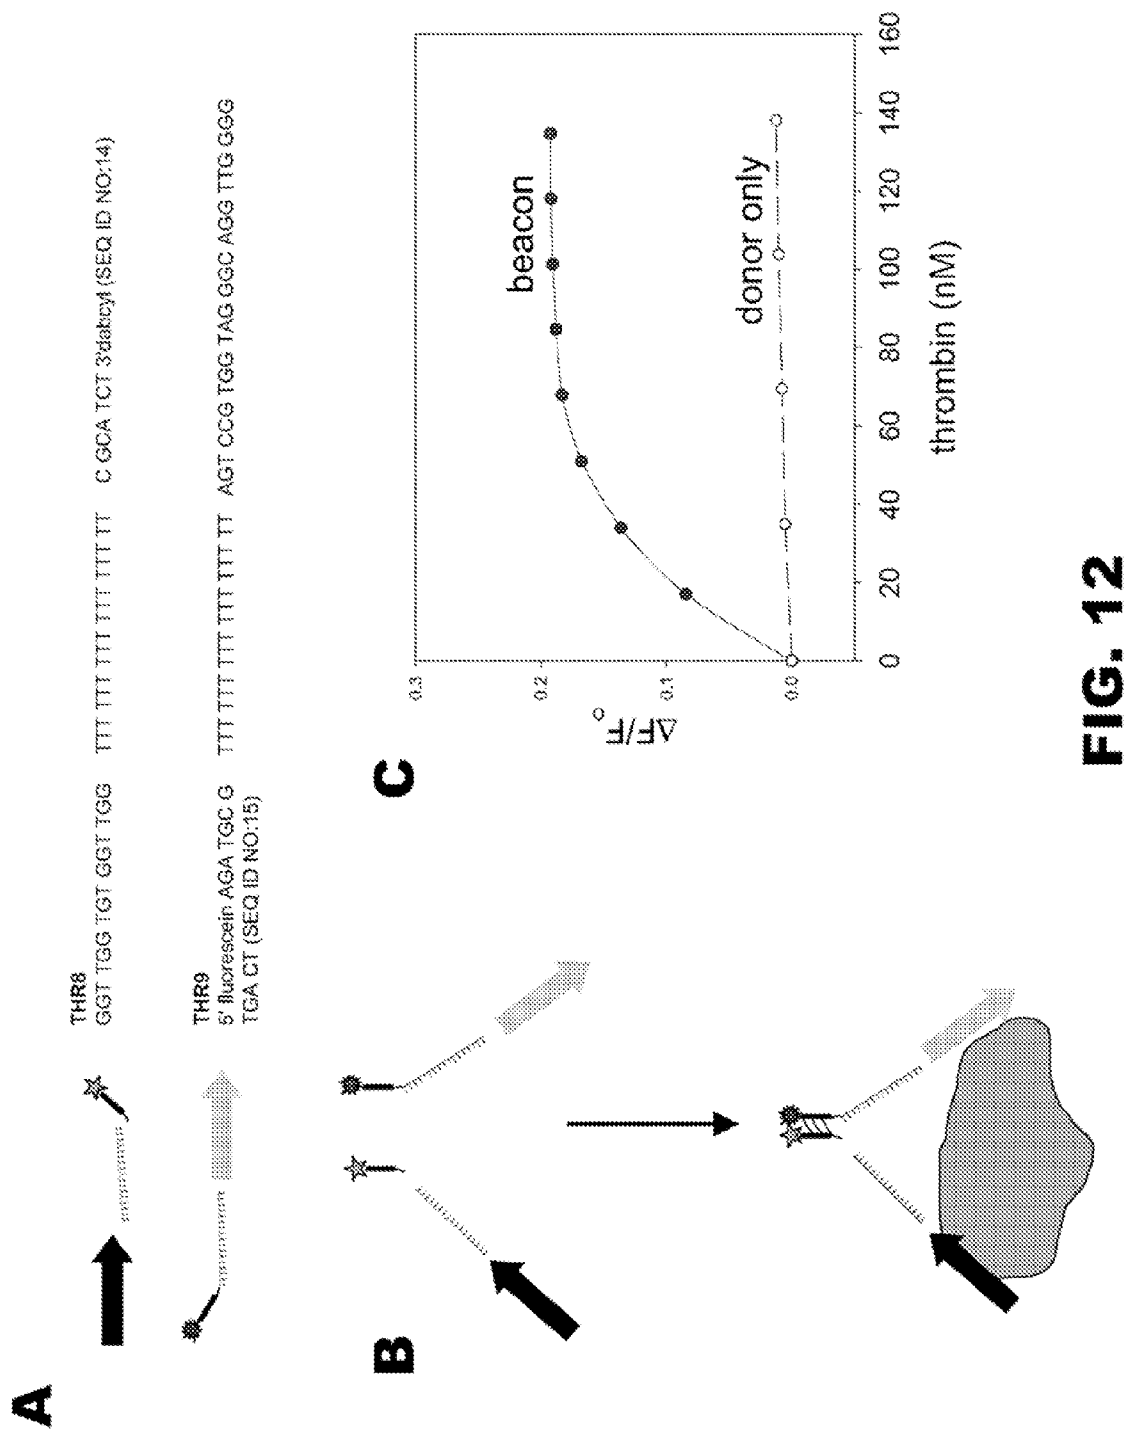 A
THR8
GGT TGG TGT GGT TGG TTT TTT TTT TTT TTT TTT TT C GCA TCT 3'dabcyl (SEQ ID NO:14)
THR9
5' fluorescein AGA TGC G TTT TTT TTT TTT TTT TTT TT AGT CCG TGG TAG GGC AGG TTG GGG
TGA CT (SEQ ID NO:15)
B
C
ΔF/Fo
0.3
0.2
0.1
0.0
beacon
donor only
0 20 40 60 80 100 120 140 160
thrombin (nM)
FIG. 12